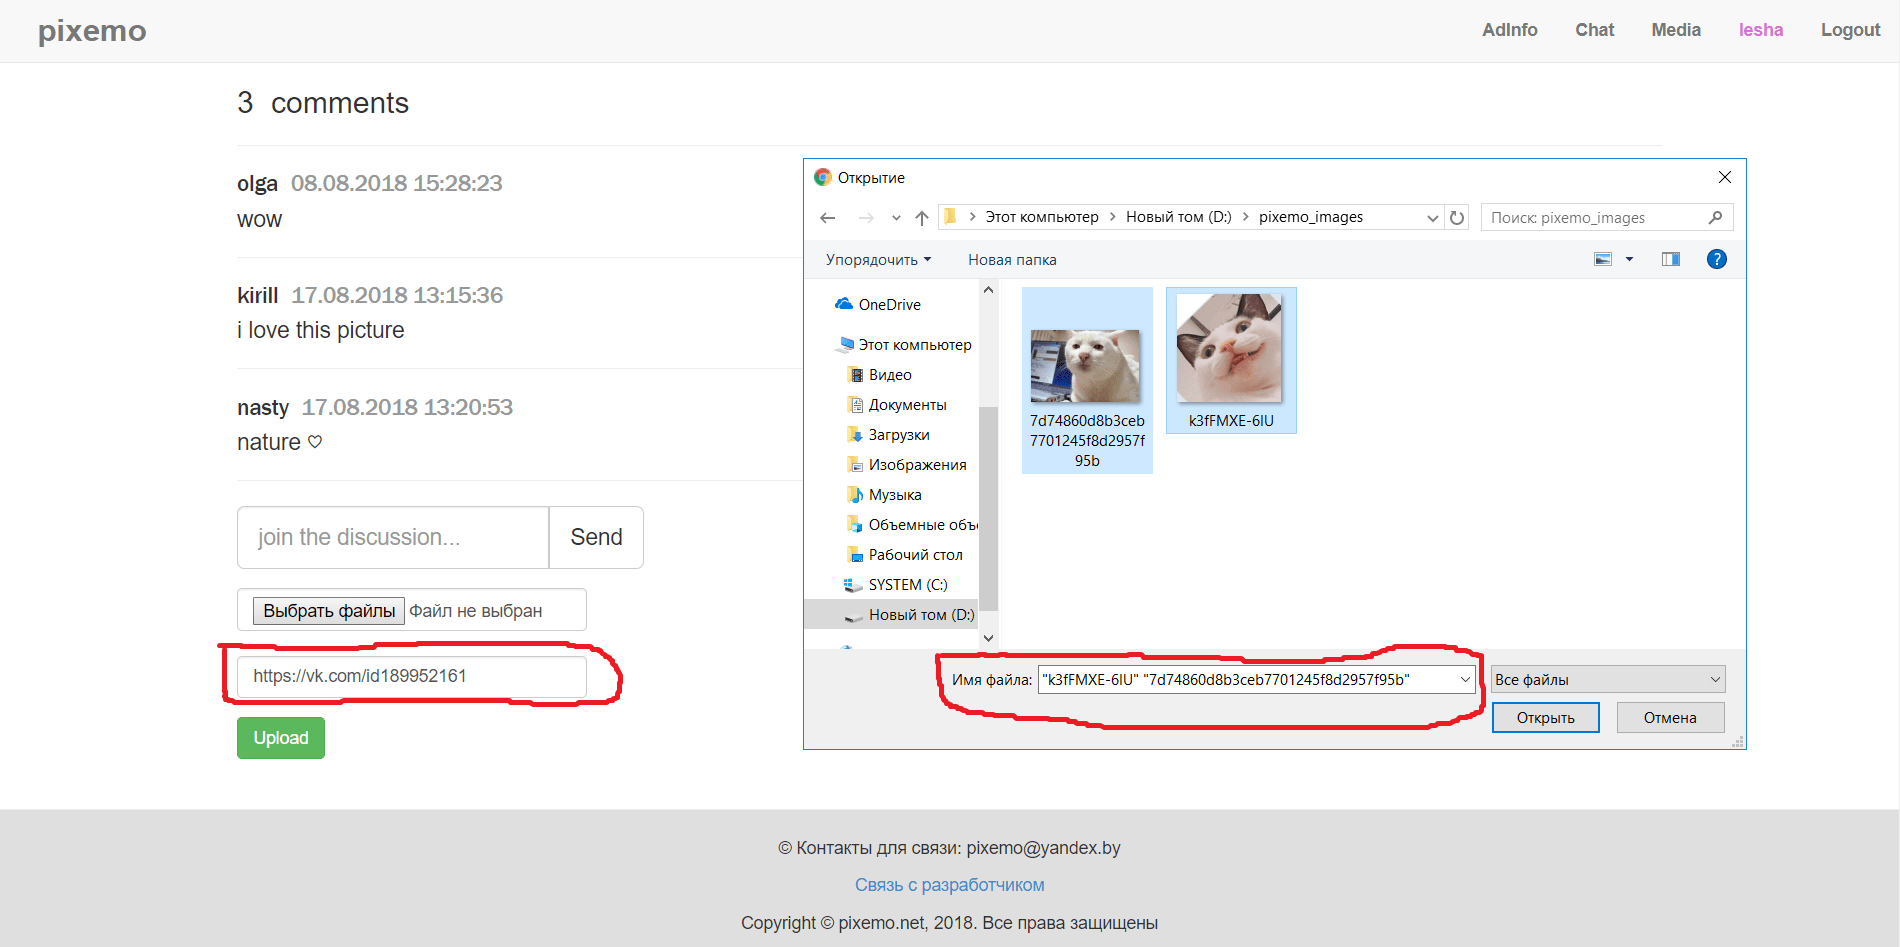 pixemo
AdInfo Chat Media lesha Logout
3 comments
olga 08.08.2018 15:28:23
wow
kirill 17.08.2018 13:15:36
i love this picture
nasty 17.08.2018 13:20:53
nature ♡
join the discussion... Send
Выбрать файлы Файл не выбран
https://vk.com/id189952161
Upload
Открытие
Этот компьютер > Новый том (D:) > pixemo_images
Поиск: pixemo_images
Упорядочить Новая папка
OneDrive
Этот компьютер
Видео
Документы
Загрузки
Изображения
Музыка
Объемные объ
Рабочий стол
SYSTEM (C:)
Новый том (D:)
7d74860d8b3ceb
7701245f8d2957f
95b
k3fFMXE-6IU
Имя файла: "k3fFMXE-6IU" "7d74860d8b3ceb7701245f8d2957f95b"
Все файлы
Открыть Отмена
© Контакты для связи: pixemo@yandex.by
Связь с разработчиком
Copyright © pixemo.net, 2018. Все права защищены